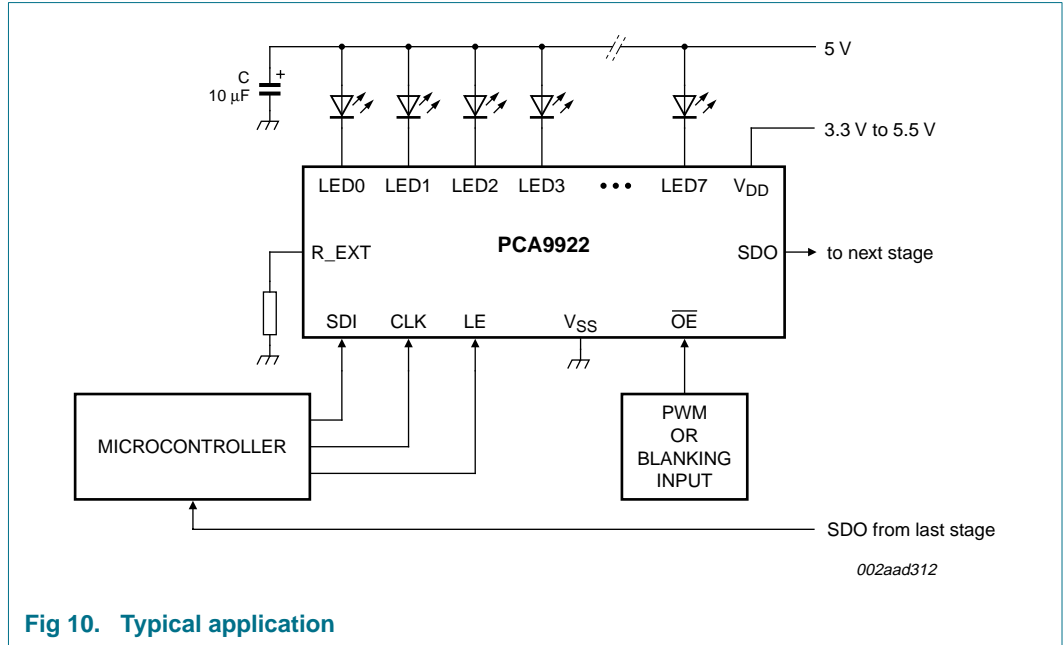 5 V
C
+
10 μF
3.3 V to 5.5 V
LED0 LED1 LED2 LED3 ••• LED7 VDD
PCA9922
R_EXT
SDO
to next stage
SDI CLK LE VSS OE
MICROCONTROLLER
PWM
OR
BLANKING
INPUT
SDO from last stage
002aad312
Fig 10. Typical application